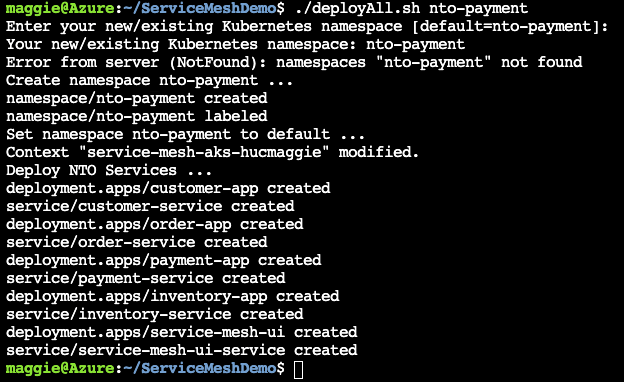 maggie@Azure:~/ServiceMeshDemo$ ./deployAll.sh nto-payment
Enter your new/existing Kubernetes namespace [default=nto-payment]:
Your new/existing Kubernetes namespace: nto-payment
Error from server (NotFound): namespaces "nto-payment" not found
Create namespace nto-payment ...
namespace/nto-payment created
namespace/nto-payment labeled
Set namespace nto-payment to default ...
Context "service-mesh-aks-hucmaggie" modified.
Deploy NTO Services ...
deployment.apps/customer-app created
service/customer-service created
deployment.apps/order-app created
service/order-service created
deployment.apps/payment-app created
service/payment-service created
deployment.apps/inventory-app created
service/inventory-service created
deployment.apps/service-mesh-ui created
service/service-mesh-ui-service created
maggie@Azure:~/ServiceMeshDemo$